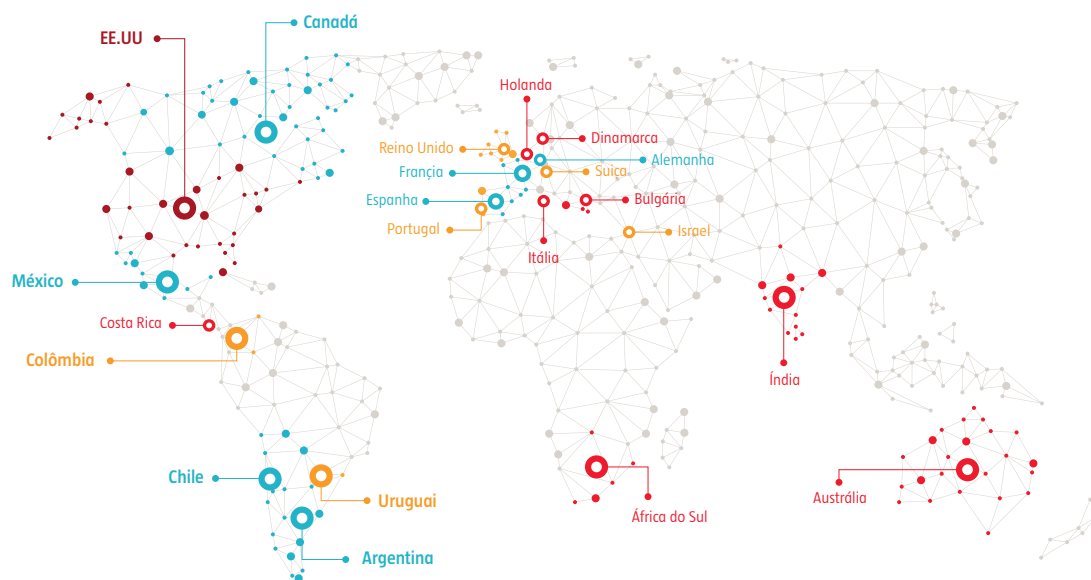 Canadá
EE.UU
Holanda
Dinamarca
Reino Unido
Alemanha
França
Suica
Espanha
Bulgária
Portugal
Israel
Itália
México
Costa Rica
Colômbia
Índia
Chile
Uruguai
Austrália
África do Sul
Argentina